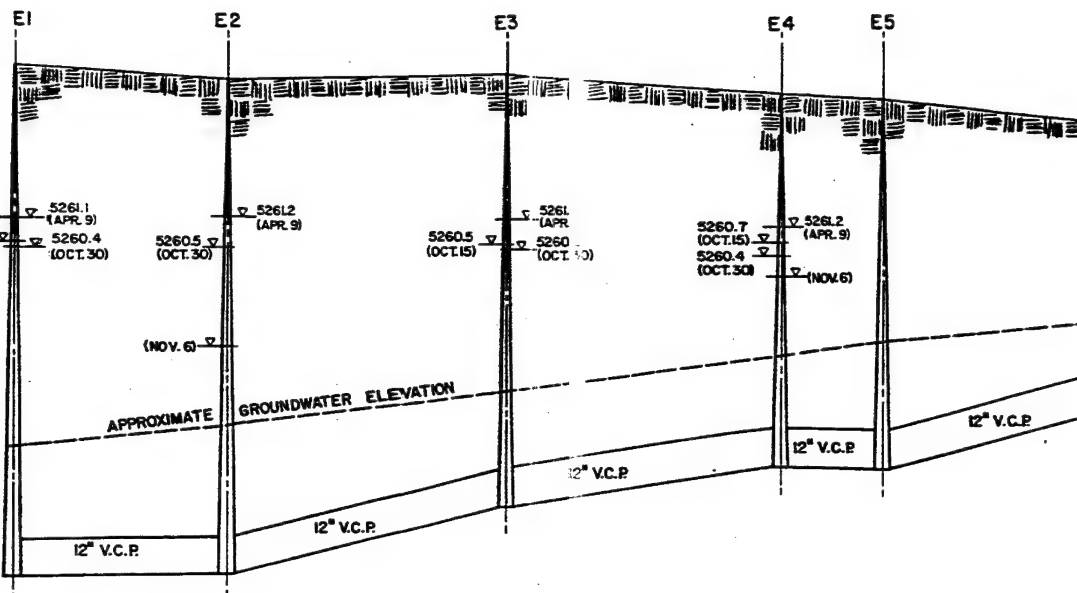 E1
E2
E3
E4
E5
5261.1
(APR. 9)
5260.4
(OCT. 30)
5261.2
(APR. 9)
5260.5
(OCT. 30)
(NOV. 6)
5261.
(APR
5260.5
(OCT. 15)
5260
(OCT. 30)
5260.7
(OCT. 15)
5261.2
(APR. 9)
5260.4
(OCT. 30)
(NOV. 6)
APPROXIMATE GROUNDWATER ELEVATION
12" V.C.P.
12" V.C.P.
12" V.C.P.
12" V.C.P.
12" V.C.P.